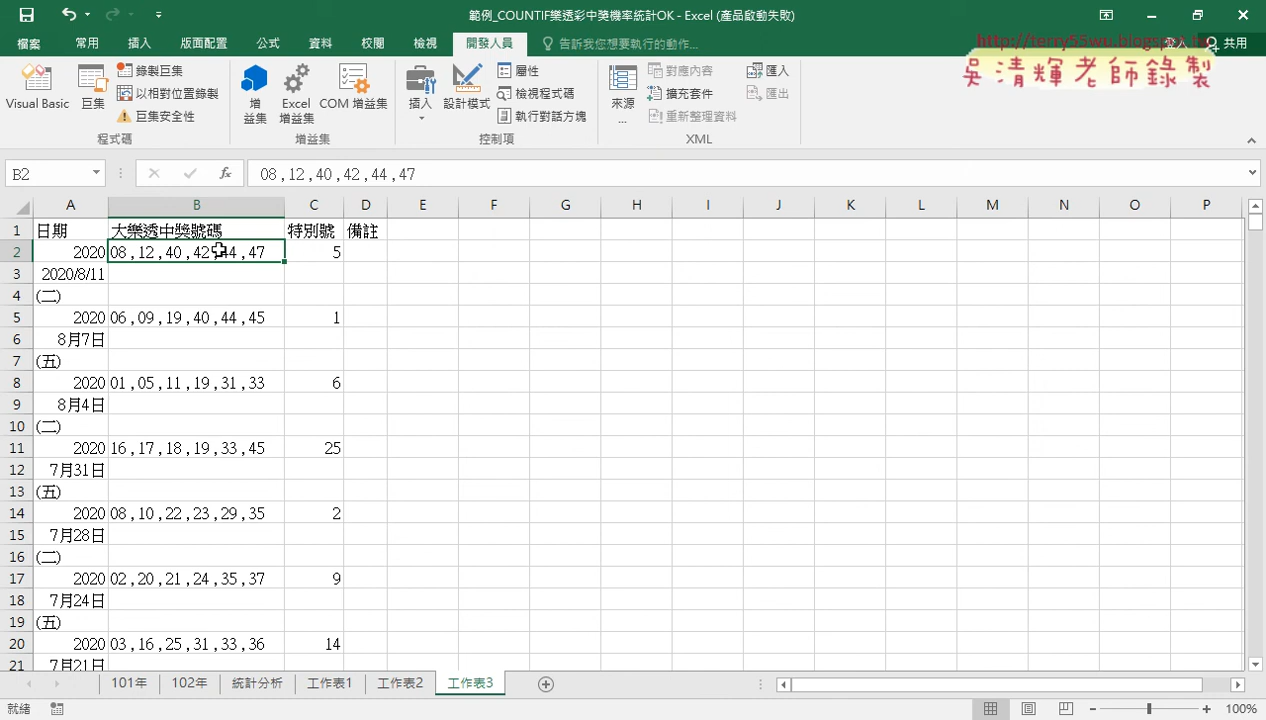 範例_COUNTIF樂透彩中獎機率統計OK - Excel (產品啟動失敗)
檔案 常用 插入 版面配置 公式 資料 校閱 檢視 開發人員 告訴我您想要執行的動作... 登入 共用
http://terry55wu.blogspot.tw
吳清輝老師錄製
Visual Basic 巨集 錄製巨集 以相對位置錄製 巨集安全性 程式碼
增益集 Excel 增益集 COM 增益集 增益集
插入 設計模式 屬性 檢視程式碼 執行對話方塊 控制項
來源... 對應內容 擴充套件 重新整理資料 匯入 匯出 XML
B2 fx 08 ,12 ,40 ,42 ,44 ,47
A B C D E F G H I J K L M N O P
1 日期 大樂透中獎號碼 特別號 備註
2 2020 08 ,12 ,40 ,42 ,44 ,47 5
3 2020/8/11
4 (二)
5 2020 06 ,09 ,19 ,40 ,44 ,45 1
6 8月7日
7 (五)
8 2020 01 ,05 ,11 ,19 ,31 ,33 6
9 8月4日
10 (二)
11 2020 16 ,17 ,18 ,19 ,33 ,45 25
12 7月31日
13 (五)
14 2020 08 ,10 ,22 ,23 ,29 ,35 2
15 7月28日
16 (二)
17 2020 02 ,20 ,21 ,24 ,35 ,37 9
18 7月24日
19 (五)
20 2020 03 ,16 ,25 ,31 ,33 ,36 14
21 7月21日
101年 102年 統計分析 工作表1 工作表2 工作表3
就緒 100%